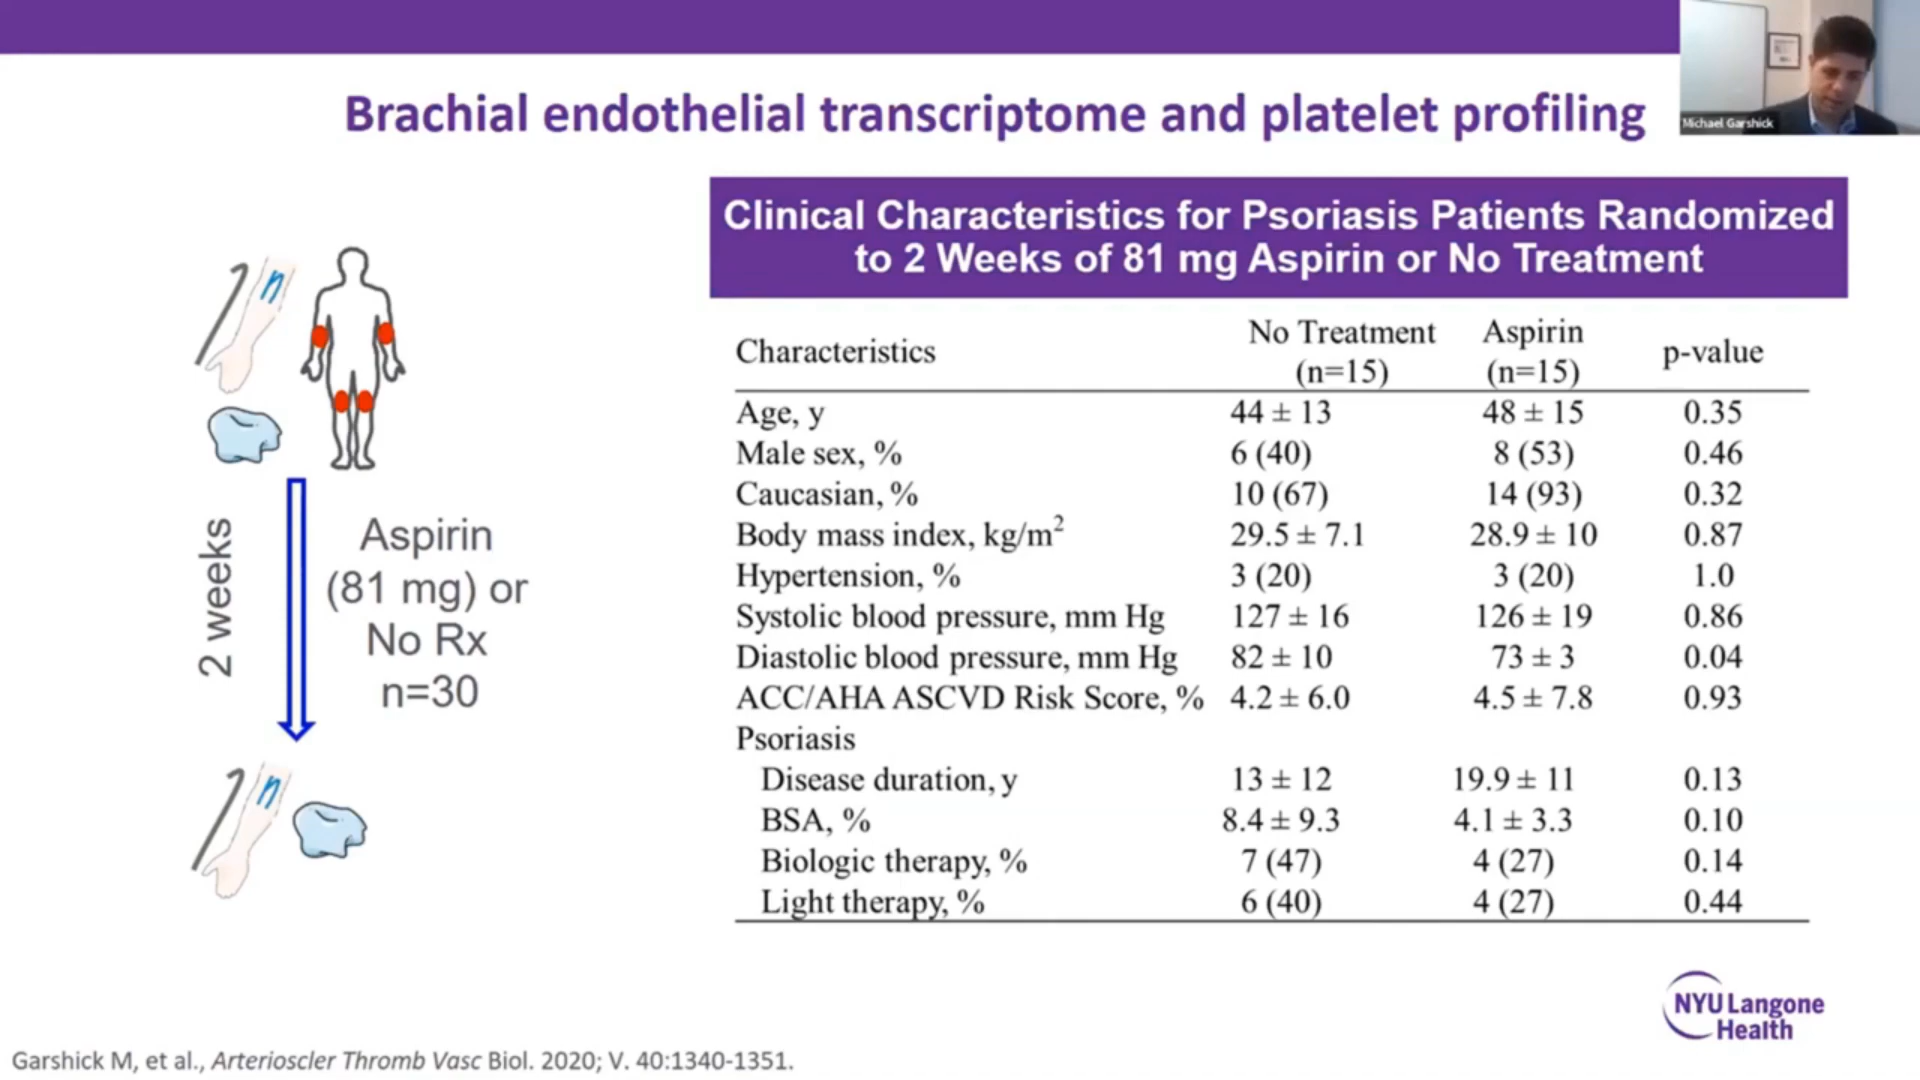 Brachial endothelial transcriptome and platelet profiling
Michael Garshick
Clinical Characteristics for Psoriasis Patients Randomized
to 2 Weeks of 81 mg Aspirin or No Treatment
n
2 weeks
Aspirin
(81 mg) or
No Rx
n=30
n
Characteristics No Treatment (n=15) Aspirin (n=15) p-value
Age, y 44 ± 13 48 ± 15 0.35
Male sex, % 6 (40) 8 (53) 0.46
Caucasian, % 10 (67) 14 (93) 0.32
Body mass index, kg/m² 29.5 ± 7.1 28.9 ± 10 0.87
Hypertension, % 3 (20) 3 (20) 1.0
Systolic blood pressure, mm Hg 127 ± 16 126 ± 19 0.86
Diastolic blood pressure, mm Hg 82 ± 10 73 ± 3 0.04
ACC/AHA ASCVD Risk Score, % 4.2 ± 6.0 4.5 ± 7.8 0.93
Psoriasis
Disease duration, y 13 ± 12 19.9 ± 11 0.13
BSA, % 8.4 ± 9.3 4.1 ± 3.3 0.10
Biologic therapy, % 7 (47) 4 (27) 0.14
Light therapy, % 6 (40) 4 (27) 0.44
NYU Langone
Health
Garshick M, et al., Arterioscler Thromb Vasc Biol. 2020; V. 40:1340-1351.